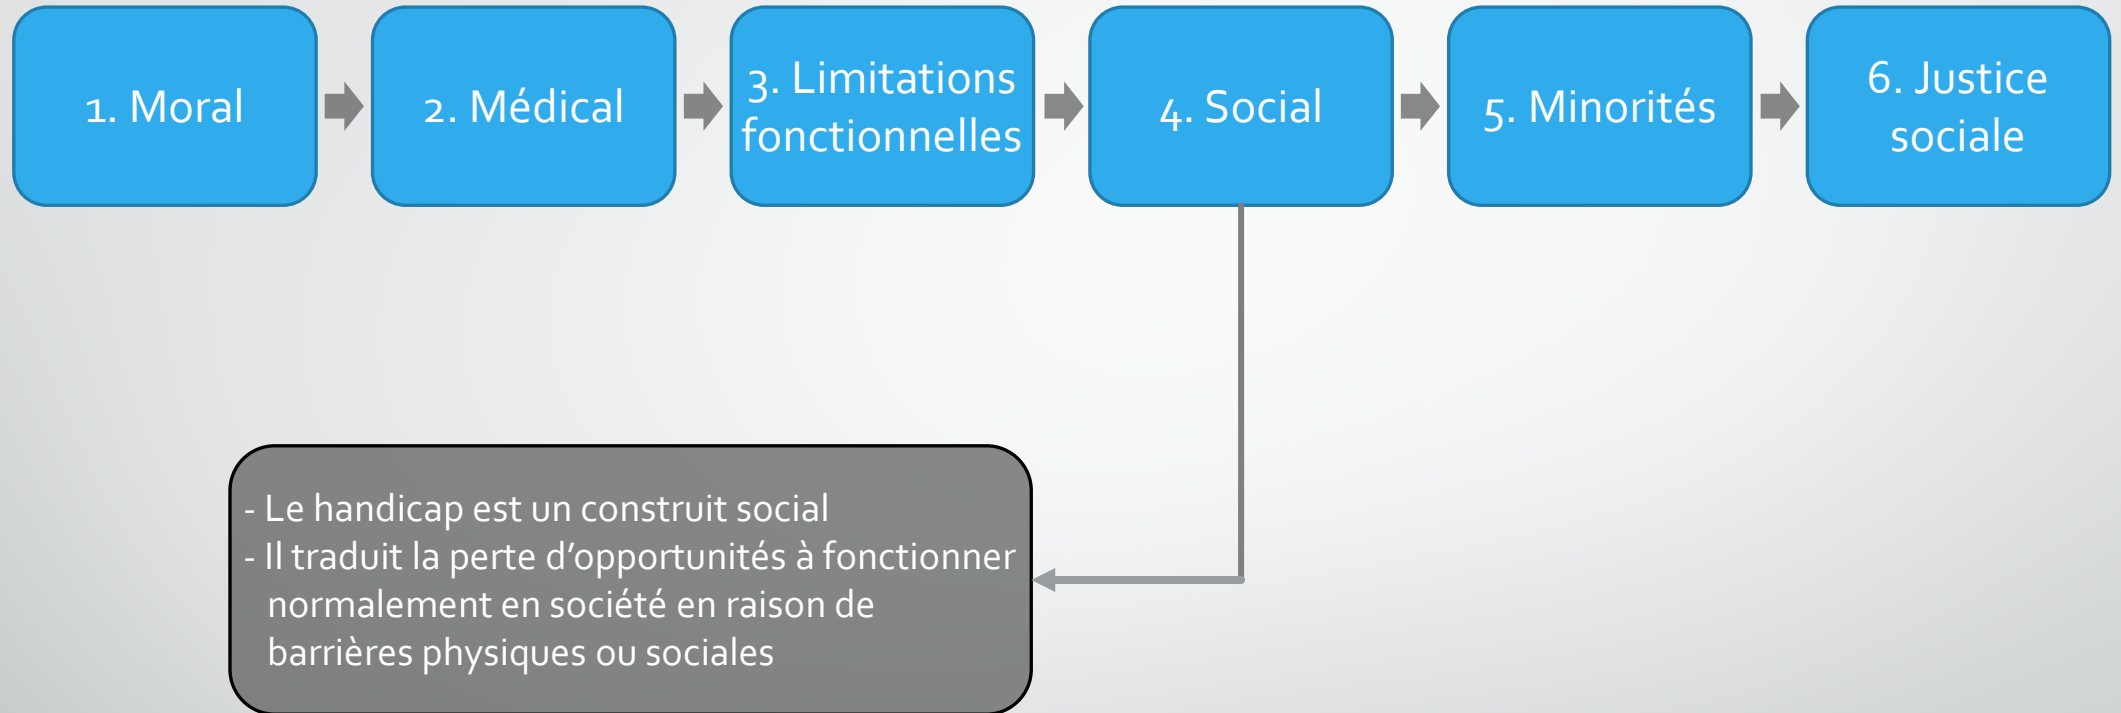 1. Moral
2. Médical
3. Limitations
fonctionnelles
4. Social
5. Minorités
6. Justice
sociale
- Le handicap est un construit social
- Il traduit la perte d’opportunités à fonctionner
normalement en société en raison de
barrières physiques ou sociales